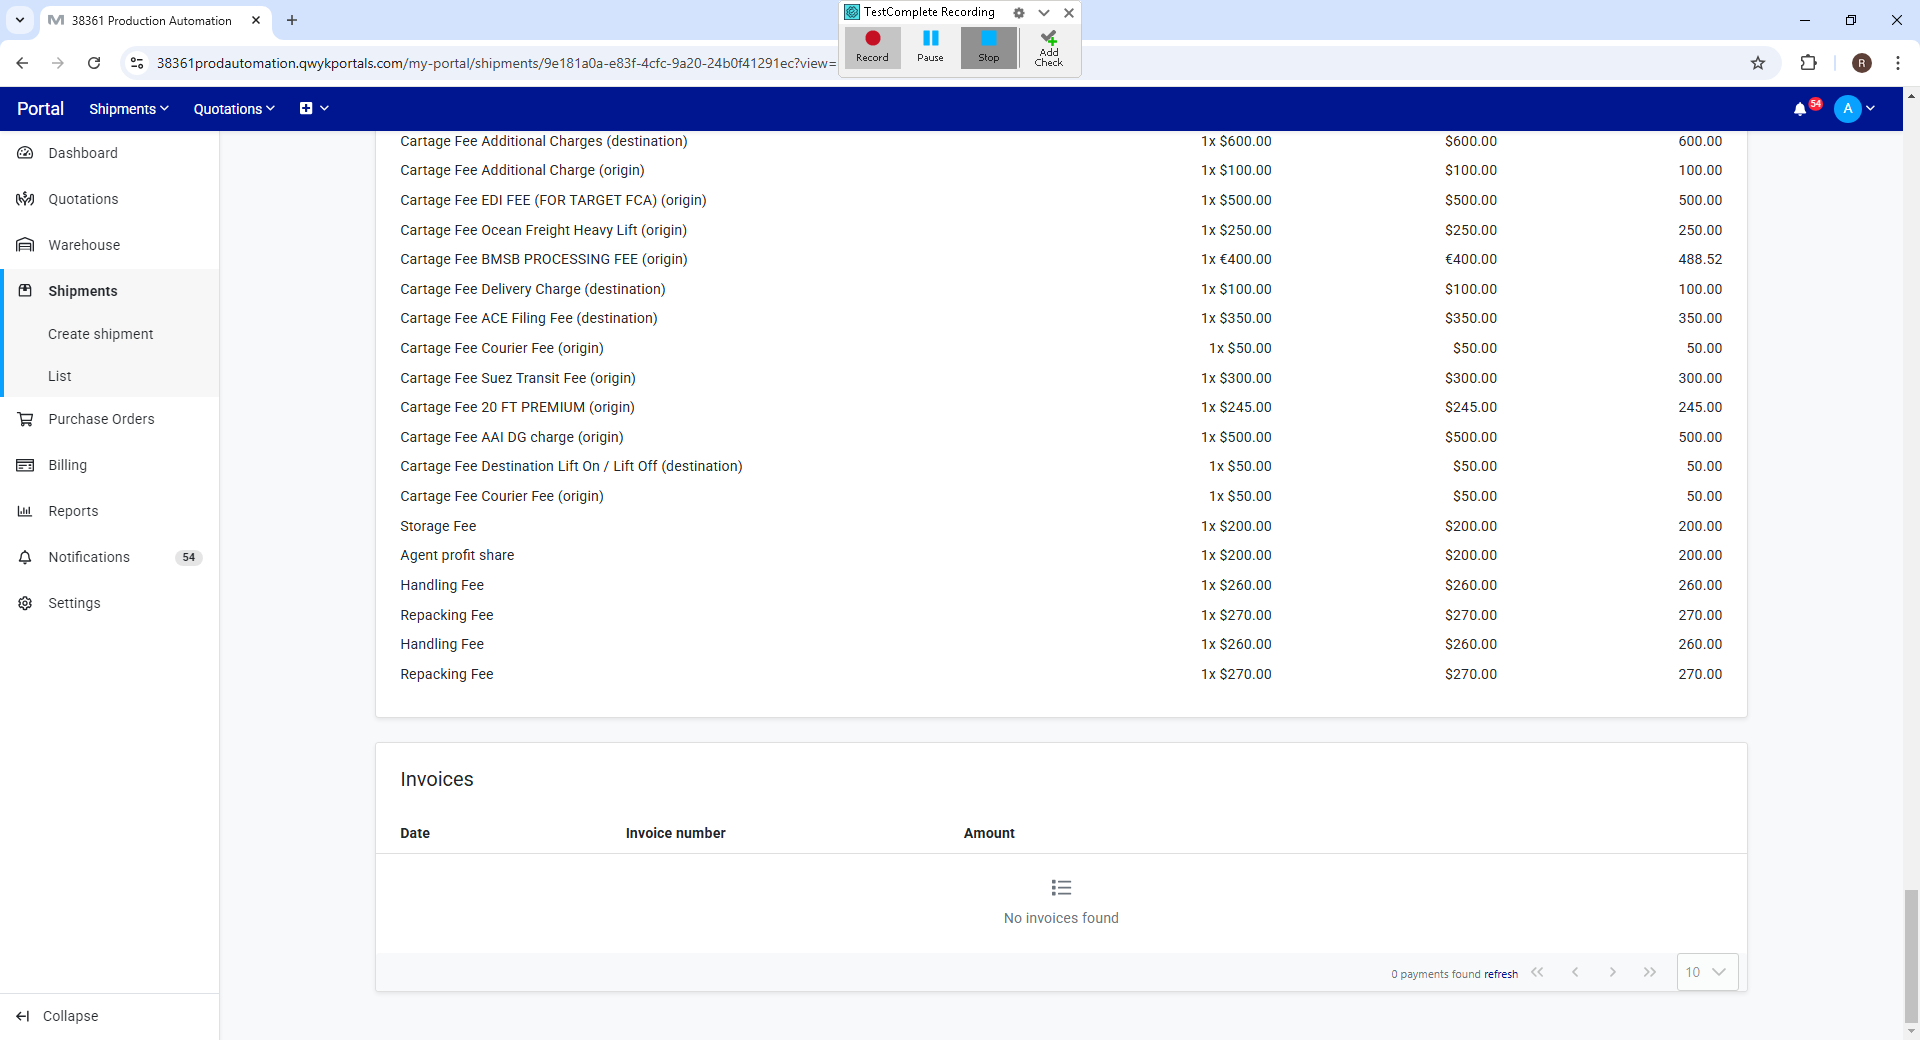 38361 Production Automation
TestComplete Recording
Record
Pause
Stop
Add Check
38361prodautomation.qwykportals.com/my-portal/shipments/9e181a0a-e83f-4cfc-9a20-24b0f41291ec?view=
R
Portal
Shipments
Quotations
54
A
Dashboard
Quotations
Warehouse
Shipments
Create shipment
List
Purchase Orders
Billing
Reports
Notifications 54
Settings
Collapse
Cartage Fee Additional Charges (destination) 1x $600.00 $600.00 600.00
Cartage Fee Additional Charge (origin) 1x $100.00 $100.00 100.00
Cartage Fee EDI FEE (FOR TARGET FCA) (origin) 1x $500.00 $500.00 500.00
Cartage Fee Ocean Freight Heavy Lift (origin) 1x $250.00 $250.00 250.00
Cartage Fee BMSB PROCESSING FEE (origin) 1x €400.00 €400.00 488.52
Cartage Fee Delivery Charge (destination) 1x $100.00 $100.00 100.00
Cartage Fee ACE Filing Fee (destination) 1x $350.00 $350.00 350.00
Cartage Fee Courier Fee (origin) 1x $50.00 $50.00 50.00
Cartage Fee Suez Transit Fee (origin) 1x $300.00 $300.00 300.00
Cartage Fee 20 FT PREMIUM (origin) 1x $245.00 $245.00 245.00
Cartage Fee AAI DG charge (origin) 1x $500.00 $500.00 500.00
Cartage Fee Destination Lift On / Lift Off (destination) 1x $50.00 $50.00 50.00
Cartage Fee Courier Fee (origin) 1x $50.00 $50.00 50.00
Storage Fee 1x $200.00 $200.00 200.00
Agent profit share 1x $200.00 $200.00 200.00
Handling Fee 1x $260.00 $260.00 260.00
Repacking Fee 1x $270.00 $270.00 270.00
Handling Fee 1x $260.00 $260.00 260.00
Repacking Fee 1x $270.00 $270.00 270.00
Invoices
Date Invoice number Amount
No invoices found
0 payments found refresh 10